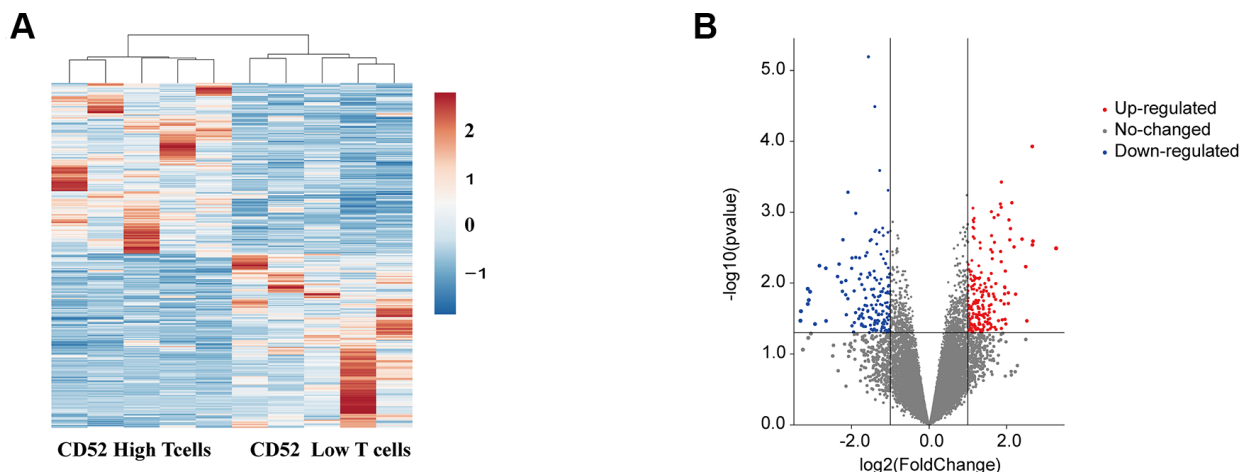 A
2
1
0
−1
CD52 High Tcells
CD52 Low T cells
B
-log10(pvalue)
5.0
4.0
3.0
2.0
1.0
0.0
-2.0
0.0
2.0
log2(FoldChange)
Up-regulated
No-changed
Down-regulated